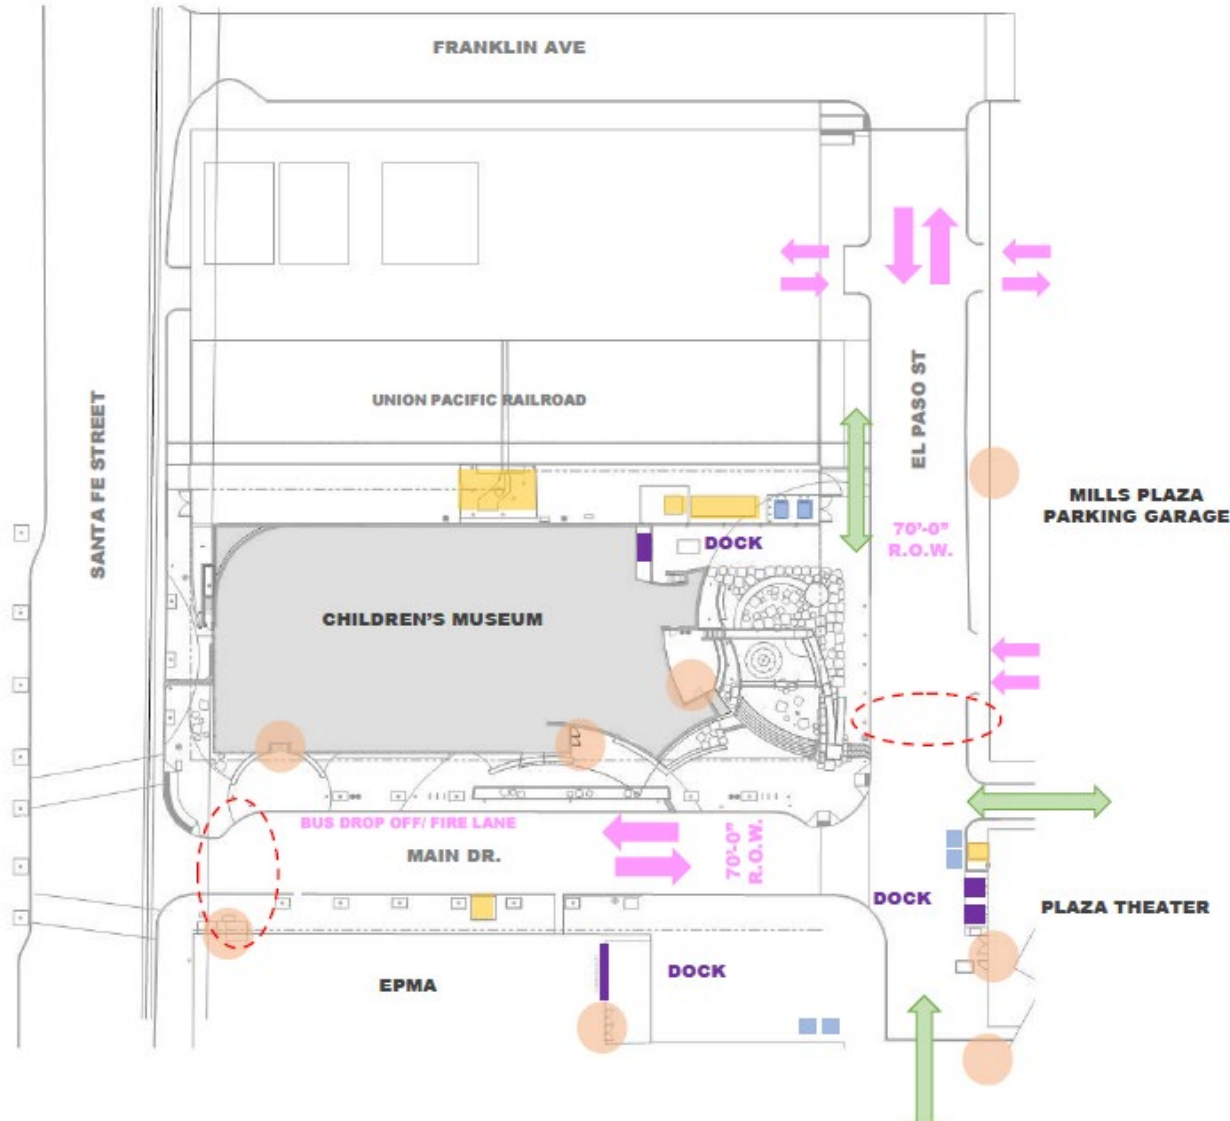 FRANKLIN AVE
SANTA FE STREET
UNION PACIFIC RAILROAD
EL PASO ST
MILLS PLAZA
PARKING GARAGE
70'-0"
R.O.W.
DOCK
CHILDREN'S MUSEUM
BUS DROP OFF/ FIRE LANE
MAIN DR.
70'-0"
R.O.W.
DOCK
PLAZA THEATER
EPMA
DOCK